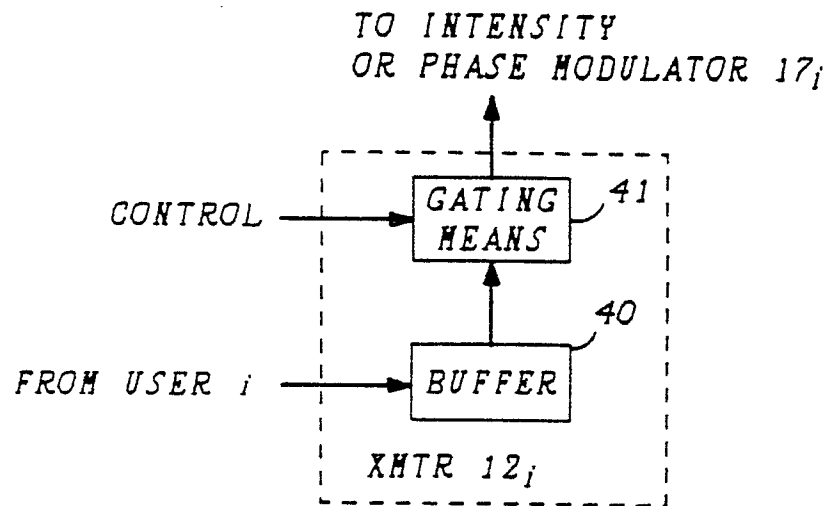 TO INTENSITY
OR PHASE MODULATOR 17i
CONTROL
GATING
MEANS
41
40
FROM USER i
BUFFER
XMTR 12i